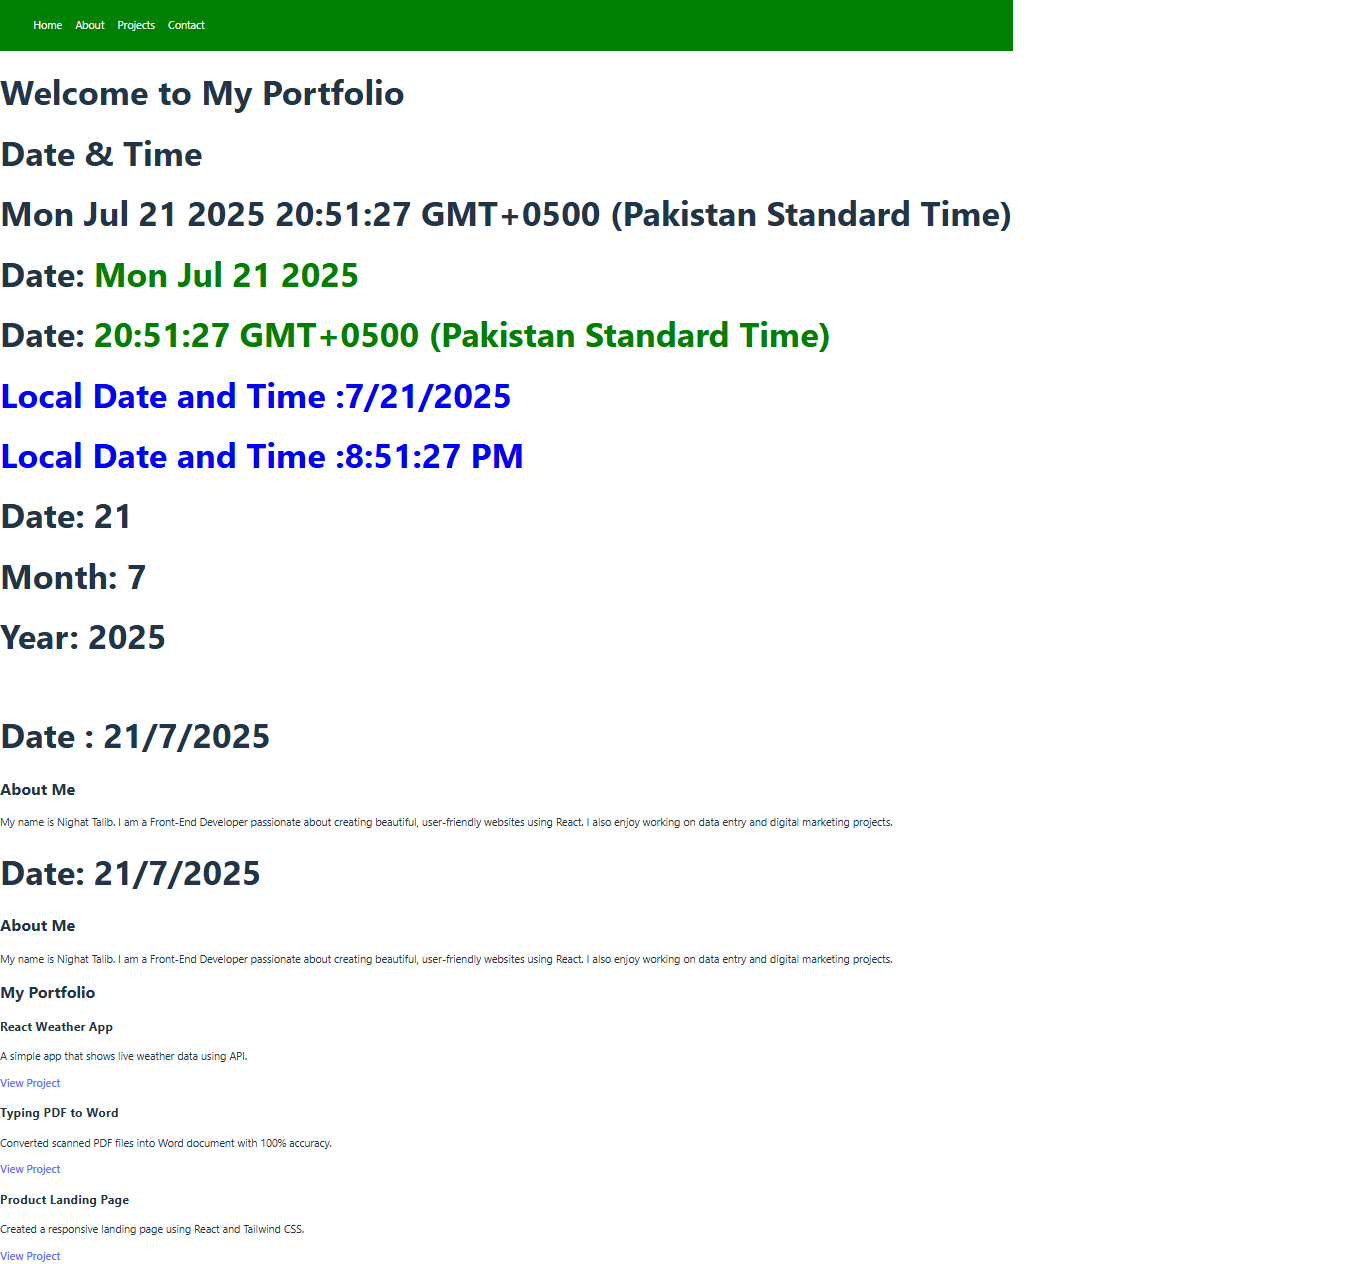 Home About Projects Contact
Welcome to My Portfolio
Date & Time
Mon Jul 21 2025 20:51:27 GMT+0500 (Pakistan Standard Time)
Date: Mon Jul 21 2025
Date: 20:51:27 GMT+0500 (Pakistan Standard Time)
Local Date and Time :7/21/2025
Local Date and Time :8:51:27 PM
Date: 21
Month: 7
Year: 2025
Date : 21/7/2025
About Me
My name is Nighat Talib. I am a Front-End Developer passionate about creating beautiful, user-friendly websites using React. I also enjoy working on data entry and digital marketing projects.
Date: 21/7/2025
About Me
My name is Nighat Talib. I am a Front-End Developer passionate about creating beautiful, user-friendly websites using React. I also enjoy working on data entry and digital marketing projects.
My Portfolio
React Weather App
A simple app that shows live weather data using API.
View Project
Typing PDF to Word
Converted scanned PDF files into Word document with 100% accuracy.
View Project
Product Landing Page
Created a responsive landing page using React and Tailwind CSS.
View Project